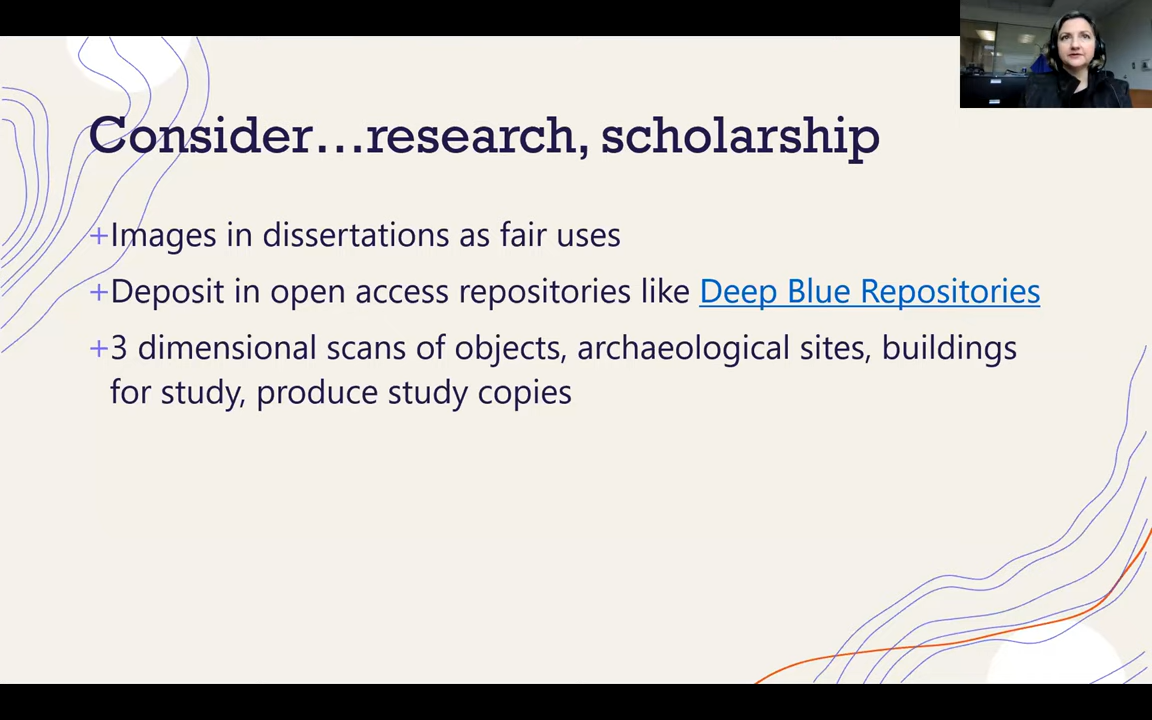 Consider...research, scholarship
+Images in dissertations as fair uses
+Deposit in open access repositories like Deep Blue Repositories
+3 dimensional scans of objects, archaeological sites, buildings
for study, produce study copies